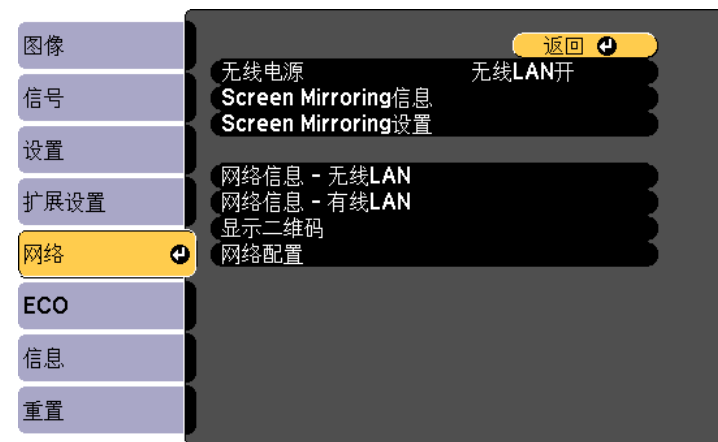 图像
信号
设置
扩展设置
网络
ECO
信息
重置
返回
无线电源 无线LAN开
Screen Mirroring信息
Screen Mirroring设置
网络信息 - 无线LAN
网络信息 - 有线LAN
显示二维码
网络配置